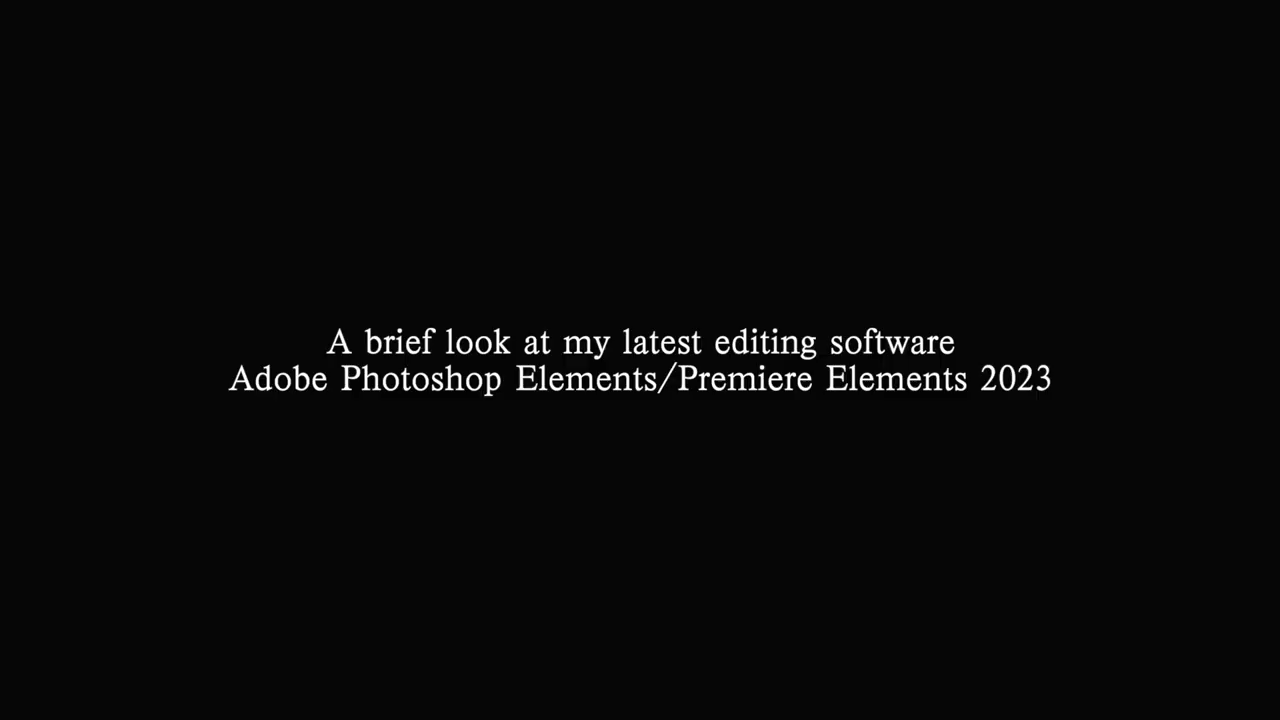 A brief look at my latest editing software
Adobe Photoshop Elements/Premiere Elements 2023